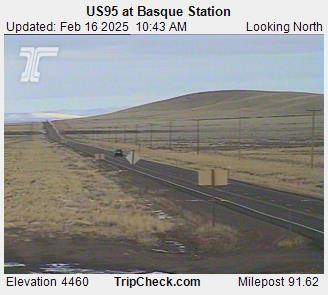 US95 at Basque Station
Updated: Feb 16 2025 10:43 AM Looking North
Elevation 4460 TripCheck.com Milepost 91.62